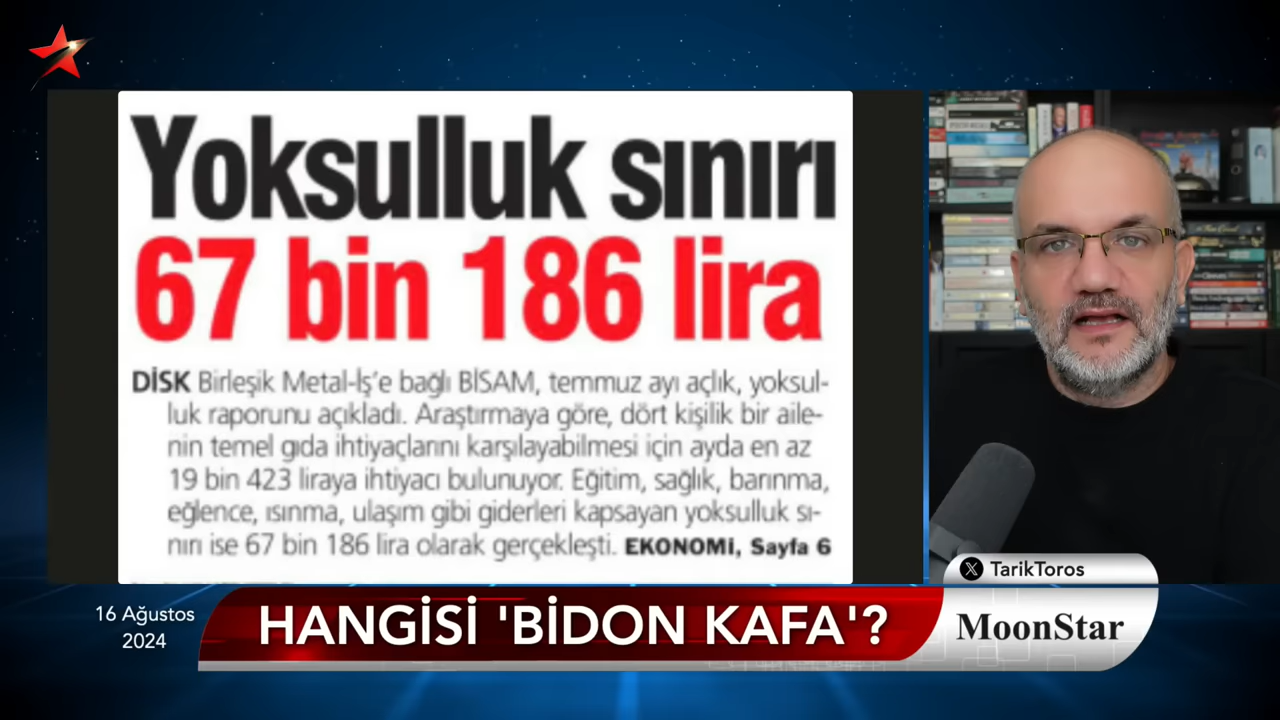 Yoksulluk sınırı
67 bin 186 lira
DİSK Birleşik Metal-İş'e bağlı BİSAM, temmuz ayı açlık, yoksul-
luk raporunu açıkladı. Araştırmaya göre, dört kişilik bir aile-
nin temel gıda ihtiyaçlarını karşılayabilmesi için ayda en az
19 bin 423 liraya ihtiyacı bulunuyor. Eğitim, sağlık, barınma,
eğlence, ısınma, ulaşım gibi giderleri kapsayan yoksulluk sı-
nırı ise 67 bin 186 lira olarak gerçekleşti. EKONOMİ, Sayfa 6
TarikToros
16 Ağustos
2024
HANGİSİ 'BİDON KAFA'?
MoonStar